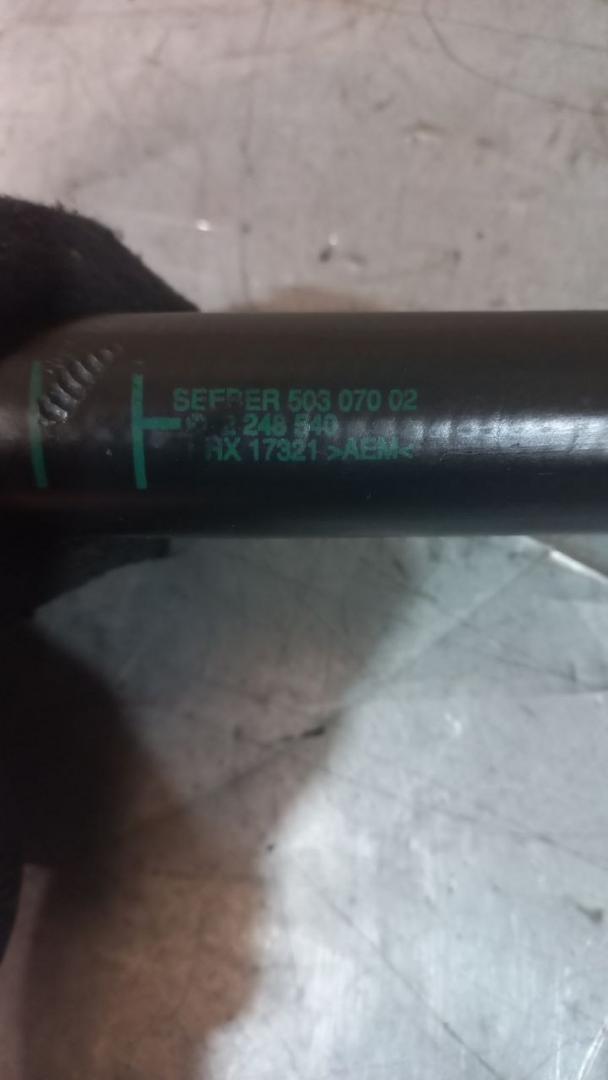 SEEBER 503 070 02
248 540
RX 17321 >AEM<